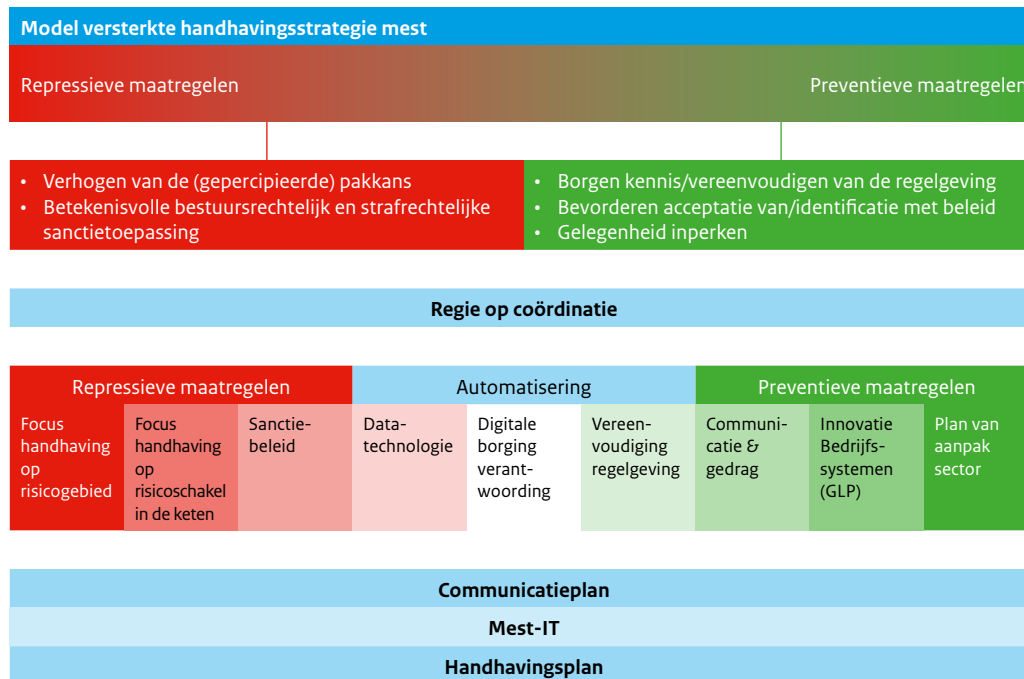 Model versterkte handhavingsstrategie mest
Repressieve maatregelen
Preventieve maatregelen
• Verhogen van de (gepercipieerde) pakkans
• Betekenisvolle bestuursrechtelijk en strafrechtelijke
sanctietoepassing
• Borgen kennis/vereenvoudigen van de regelgeving
• Bevorderen acceptatie van/identificatie met beleid
• Gelegenheid inperken
Regie op coördinatie
Repressieve maatregelen
Automatisering
Preventieve maatregelen
Focus
handhaving
op
risicogebied
Focus
handhaving
op
risicoschakel
in de keten
Sanctie-
beleid
Data-
technologie
Digitale
borging
verant-
woording
Vereen-
voudiging
regelgeving
Communi-
catie &
gedrag
Innovatie
Bedrijfs-
systemen
(GLP)
Plan van
aanpak
sector
Communicatieplan
Mest-IT
Handhavingsplan